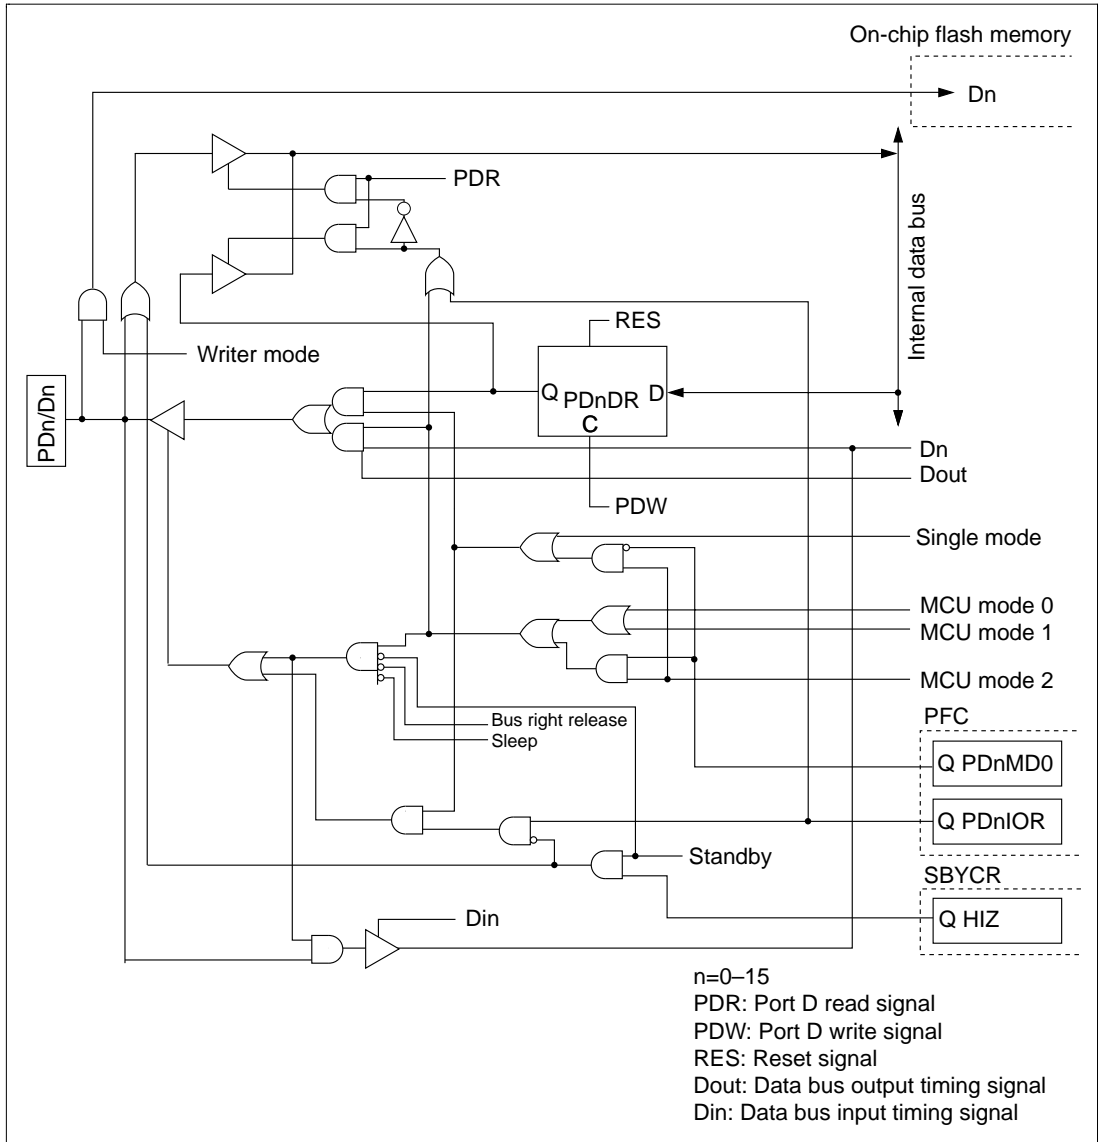 On-chip flash memory
Dn
PDR
Internal data bus
RES
Writer mode
PDn/Dn
Q PDnDR D
C
Dn
Dout
PDW
Single mode
MCU mode 0
MCU mode 1
MCU mode 2
Bus right release
Sleep
PFC
Q PDnMD0
Q PDnIOR
Standby
SBYCR
Q HIZ
Din
n=0–15
PDR: Port D read signal
PDW: Port D write signal
RES: Reset signal
Dout: Data bus output timing signal
Din: Data bus input timing signal